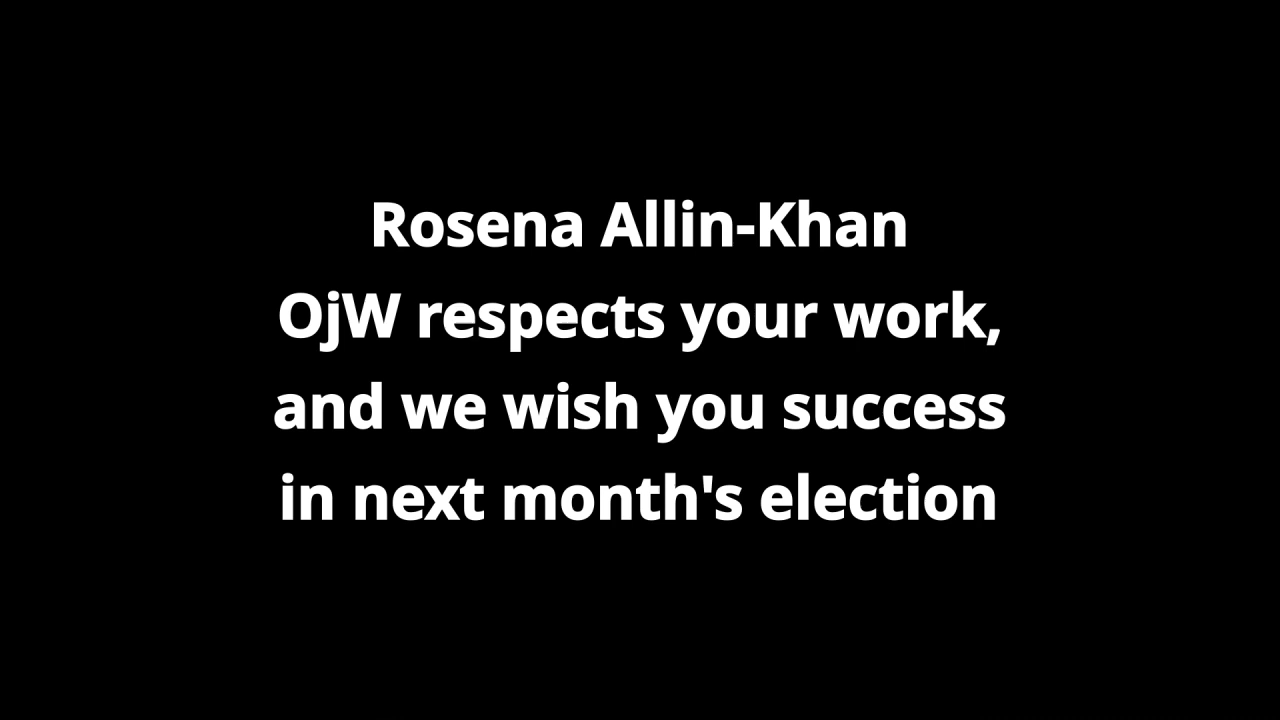 Rosena Allin-Khan
OjW respects your work,
and we wish you success
in next month's election